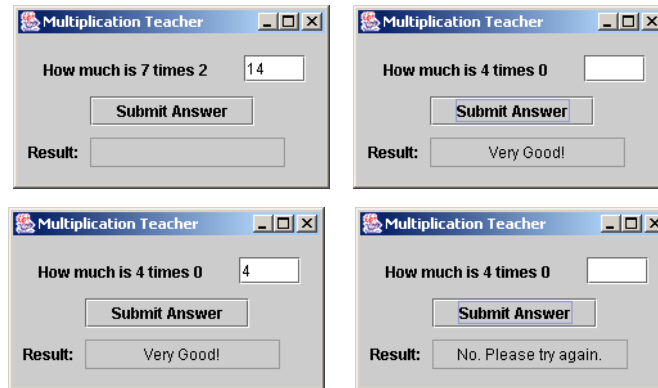 Multiplication Teacher
How much is 7 times 2 14
Submit Answer
Result:
Multiplication Teacher
How much is 4 times 0
Submit Answer
Result: Very Good!
Multiplication Teacher
How much is 4 times 0 4
Submit Answer
Result: Very Good!
Multiplication Teacher
How much is 4 times 0
Submit Answer
Result: No. Please try again.